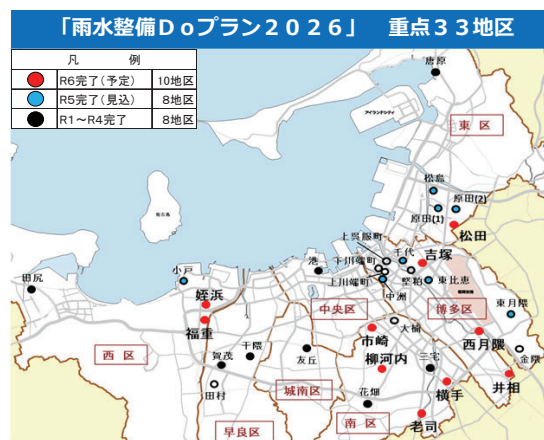 「雨水整備Ｄｏプラン２０２６」　重点３３地区
凡　例
R6完了(予定) 10地区
R5完了(見込) 8地区
R1～R4完了 8地区
唐原
アイランドシティ
東 区
松島
原田(2)
原田(1)
松田
上呉服町
千代
吉塚
下川端町
港
上川端町
中洲
堅粕
東比恵
能古島
小戸
田尻
姪浜
福重
中央区
博多区
東月隈
大楠
市崎
西月隈
金隈
西 区
賀茂
干隈
友丘
柳河内
三宅
田村
城南区
花畑
横手
井相
早良区
南 区
老司